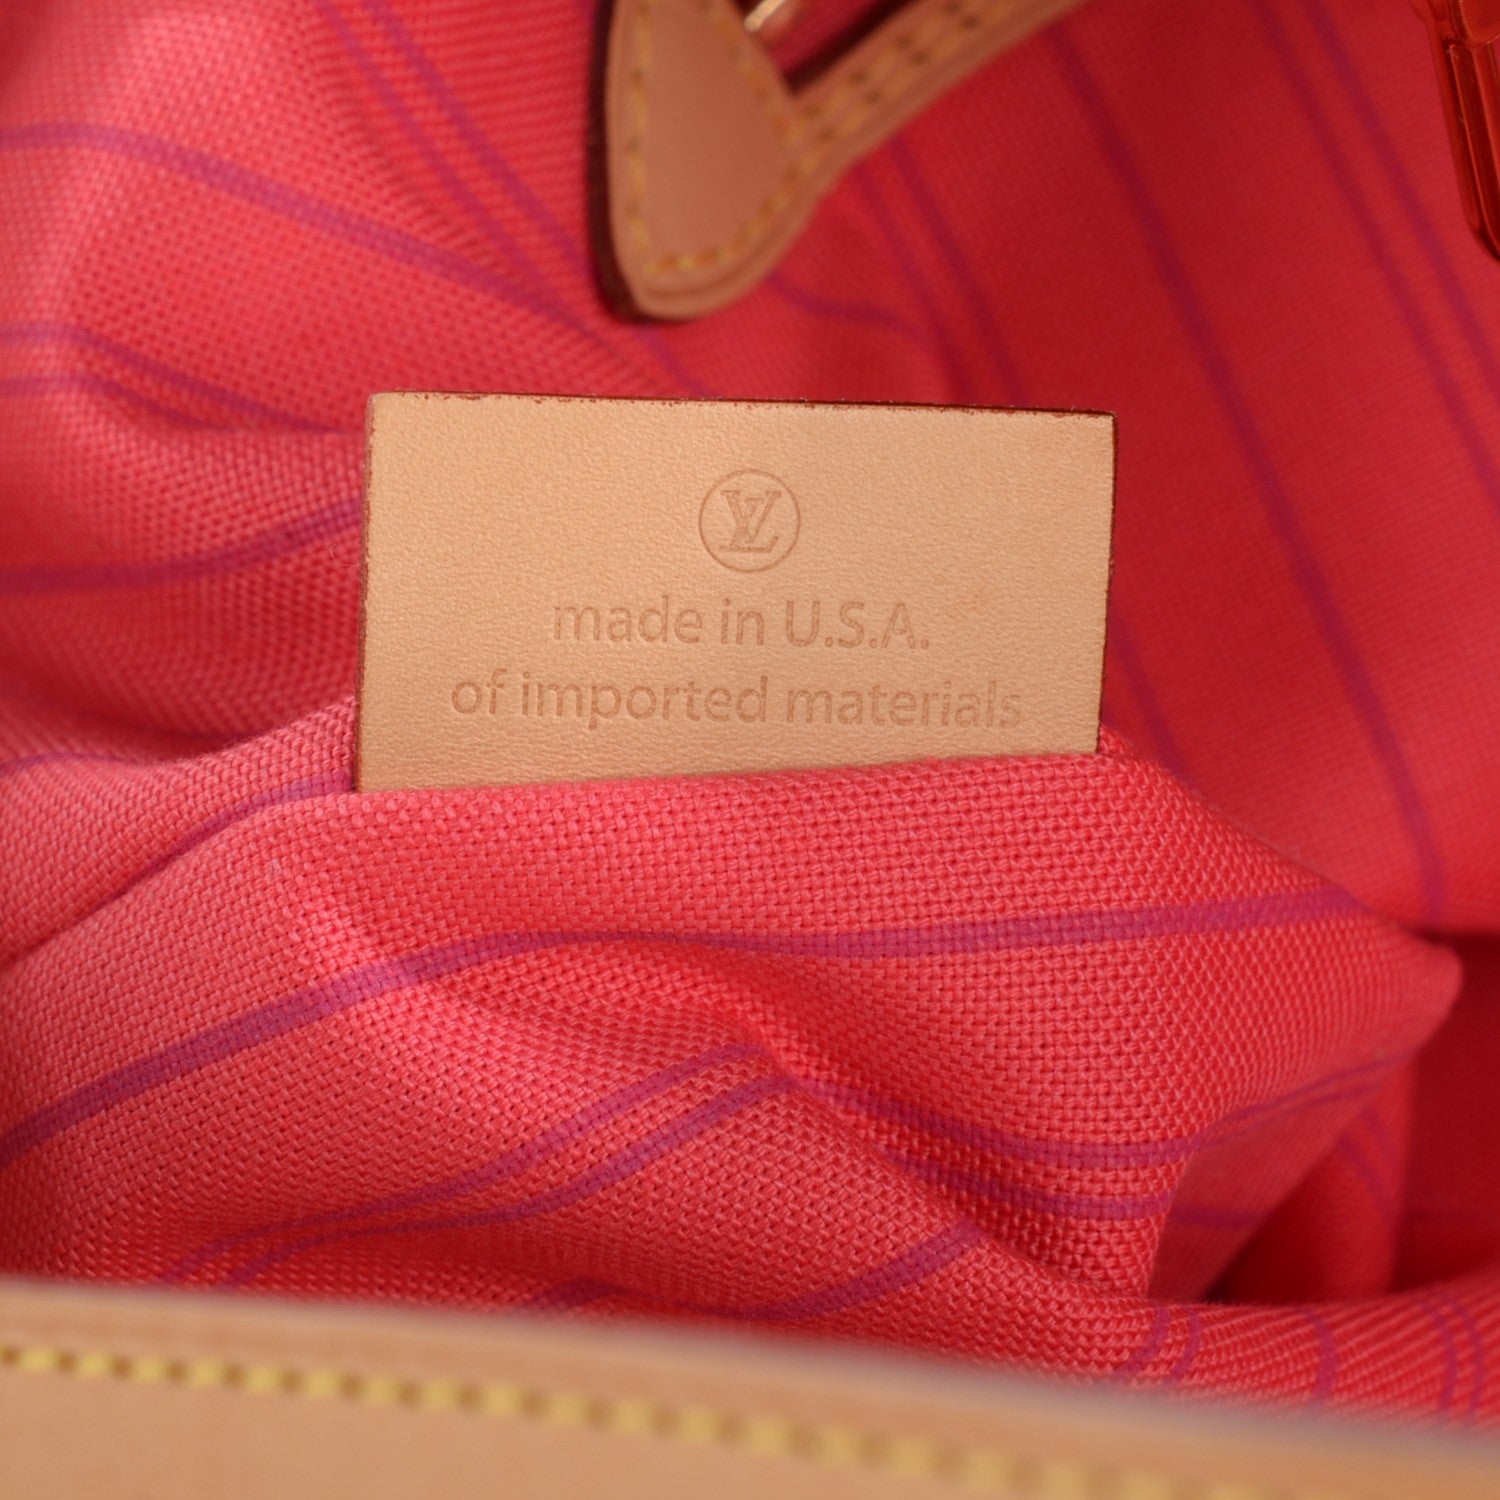 LV
made in U.S.A.
of imported materials